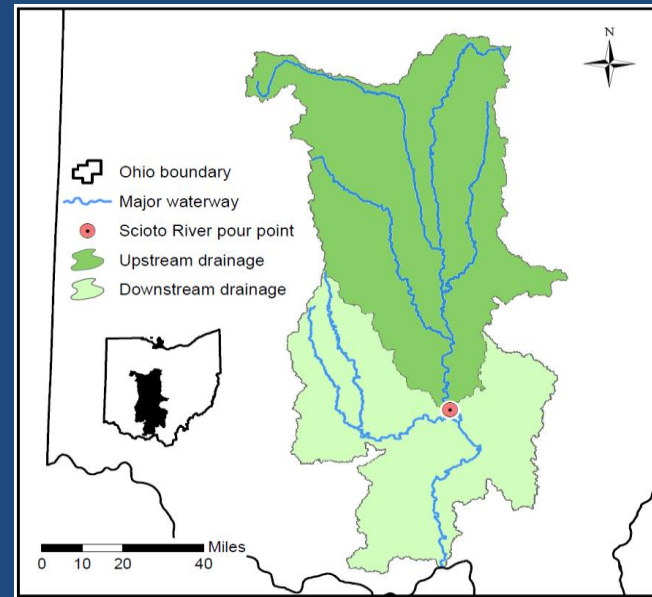 N
Ohio boundary
Major waterway
Scioto River pour point
Upstream drainage
Downstream drainage
Miles
0 10 20 40